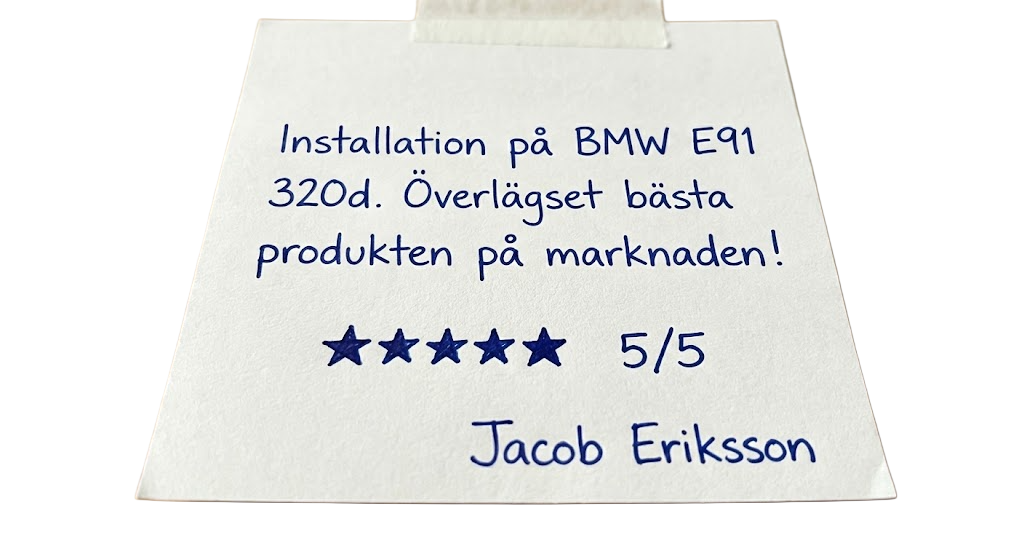 Installation på BMW E91
320d. Överlägset bästa
produkten på marknaden!
★★★★★ 5/5
Jacob Eriksson